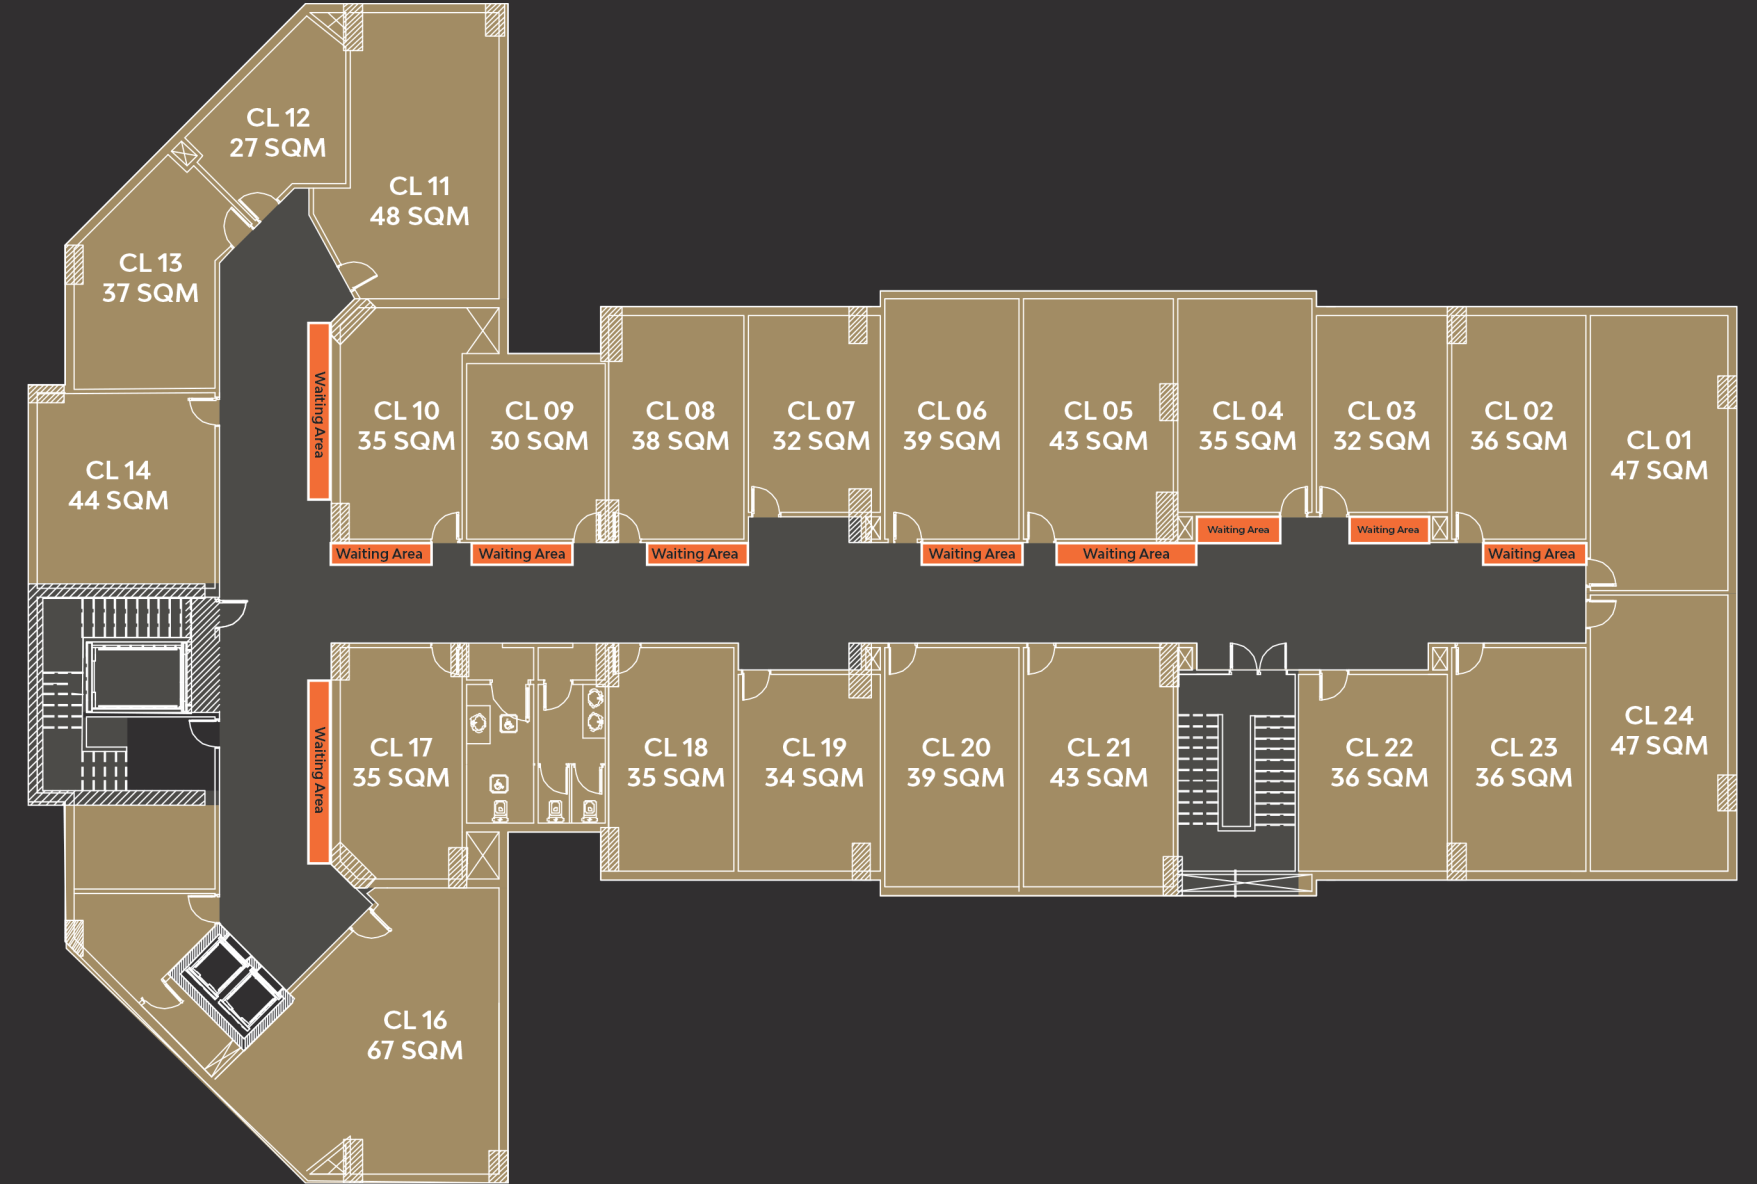 CL 12
27 SQM
CL 11
48 SQM
CL 13
37 SQM
CL 14
44 SQM
Waiting Area
CL 10
35 SQM
CL 09
30 SQM
CL 08
38 SQM
CL 07
32 SQM
CL 06
39 SQM
CL 05
43 SQM
CL 04
35 SQM
CL 03
32 SQM
CL 02
36 SQM
CL 01
47 SQM
Waiting Area
Waiting Area
Waiting Area
Waiting Area
Waiting Area
Waiting Area
Waiting Area
Waiting Area
Waiting Area
CL 17
35 SQM
CL 18
35 SQM
CL 19
34 SQM
CL 20
39 SQM
CL 21
43 SQM
CL 22
36 SQM
CL 23
36 SQM
CL 24
47 SQM
CL 16
67 SQM